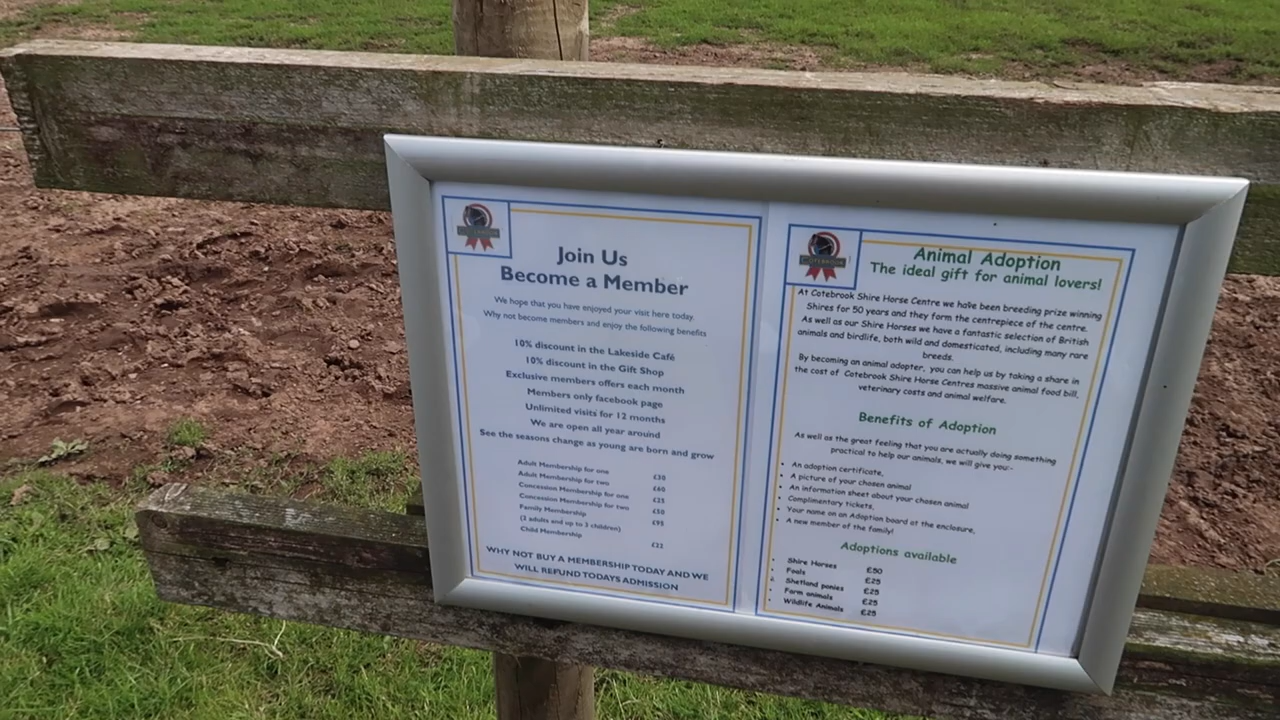 Join Us
Become a Member
We hope that you have enjoyed your visit here today.
Why not become members and enjoy the following benefits
10% discount in the Lakeside Café
10% discount in the Gift Shop
Exclusive members offers each month
Members only facebook page
Unlimited visits for 12 months
We are open all year around
See the seasons change as young are born and grow
Adult Membership for one £30
Adult Membership for two £60
Concession Membership for one £25
Concession Membership for two £50
Family Membership £95
(2 adults and up to 3 children)
Child Membership £22
WHY NOT BUY A MEMBERSHIP TODAY AND WE
WILL REFUND TODAYS ADMISSION
COTEBROOK
Animal Adoption
The ideal gift for animal lovers!
At Cotebrook Shire Horse Centre we have been breeding prize winning
Shires for 50 years and they form the centrepiece of the centre.
As well as our Shire Horses we have a fantastic selection of British
animals and birdlife, both wild and domesticated, including many rare
breeds.
By becoming an animal adopter, you can help us by taking a share in
the cost of Cotebrook Shire Horse Centres massive animal food bill,
veterinary costs and animal welfare.
Benefits of Adoption
As well as the great feeling that you are actually doing something
practical to help our animals, we will give you:-
• An adoption certificate,
• A picture of your chosen animal
• An information sheet about your chosen animal
• Complimentary tickets,
• Your name on an Adoption board at the enclosure,
• A new member of the family!
Adoptions available
• Shire Horses £50
• Foals £25
• Shetland ponies £25
• Farm animals £25
• Wildlife Animals £25